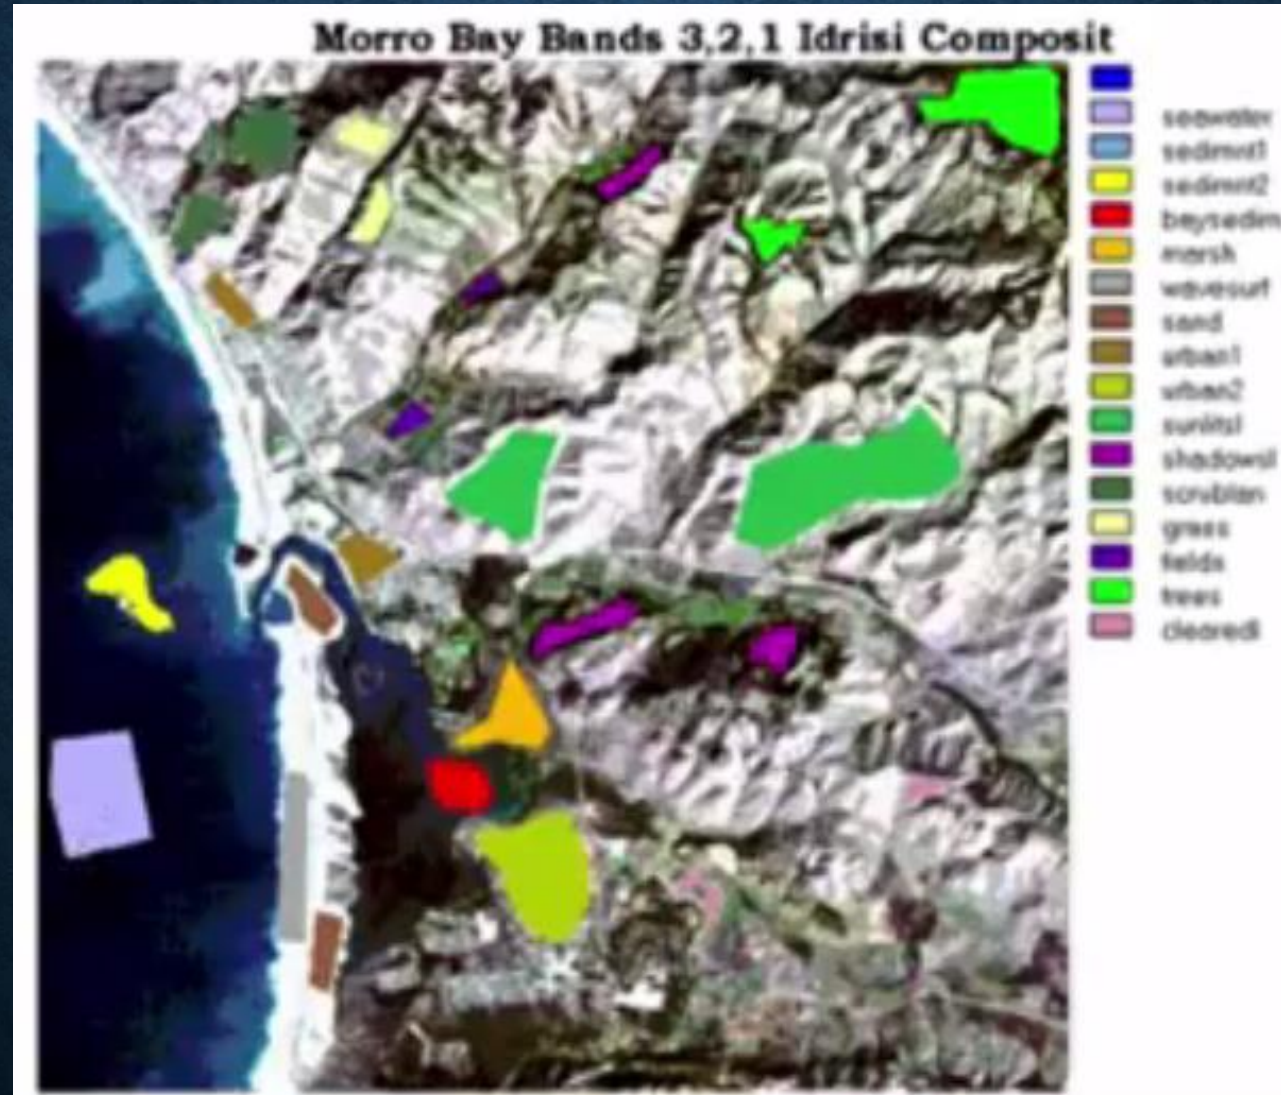 Morro Bay Bands 3,2,1 Idrisi Composit
seawater
sedimnt1
sedimnt2
baysedim
marsh
wavesurf
sand
urban1
urban2
sunlitsl
shadowsl
scrublan
grass
fields
trees
clearedl